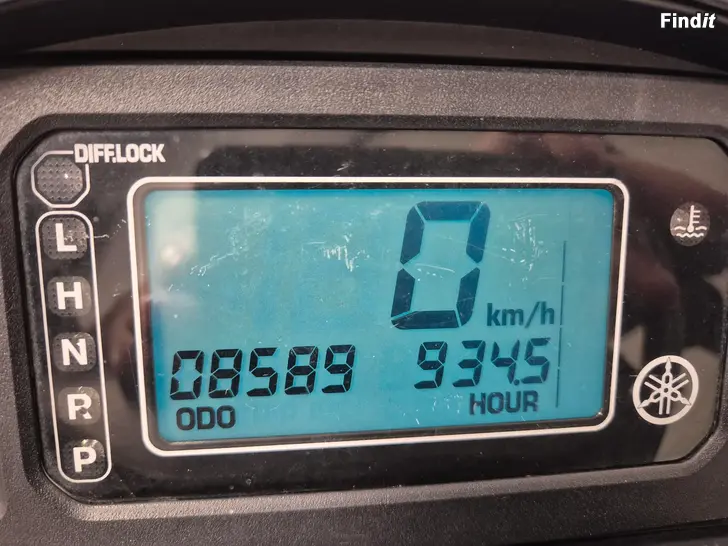 Findit
DIFF.LOCK
L
H
N
R
P
0 km/h
08589 934.5
ODO HOUR